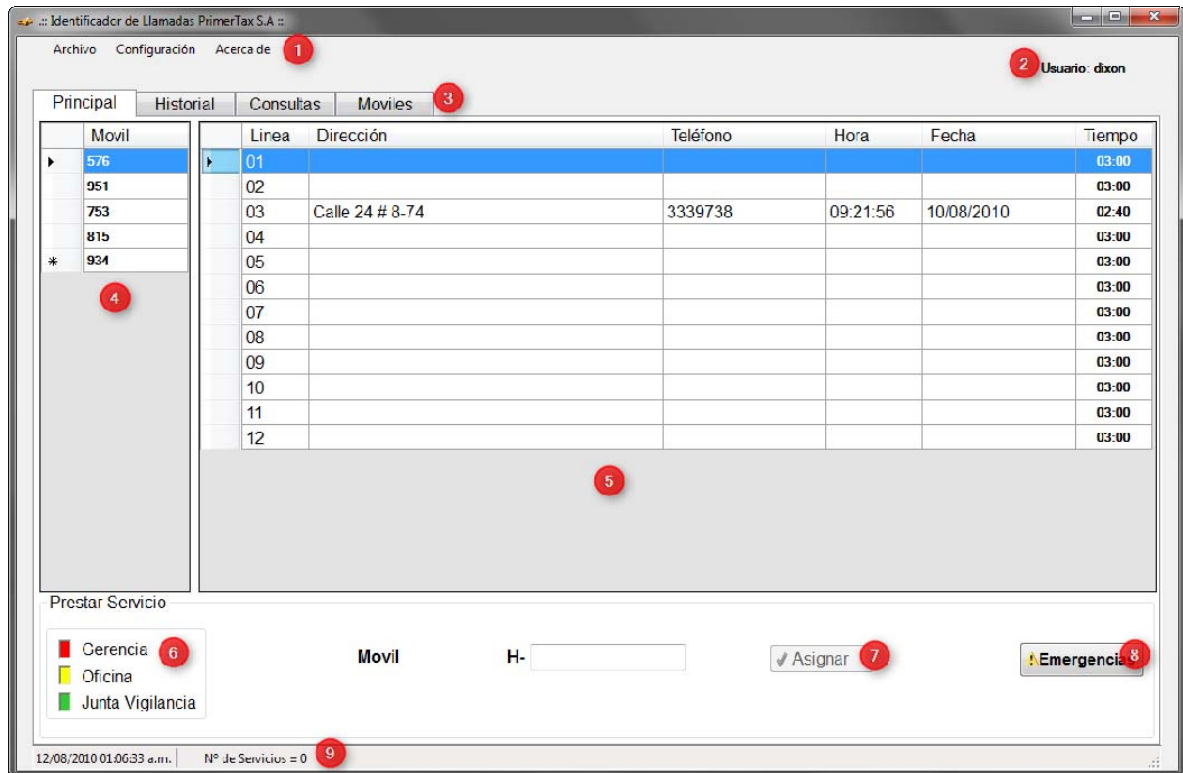 .:: Identificador de Llamadas PrimerTax S.A ::
Archivo Configuración Acerca de 1
2 Usuario: dixon
Principal Historial Consultas Moviles 3
Movil
576
951
753
815
* 934
4
Linea Dirección Teléfono Hora Fecha Tiempo
01 03:00
02 03:00
03 Calle 24 # 8-74 3339738 09:21:56 10/08/2010 02:40
04 03:00
05 03:00
06 03:00
07 03:00
08 03:00
09 03:00
10 03:00
11 03:00
12 03:00
5
Prestar Servicio
Gerencia 6
Oficina
Junta Vigilancia
Movil H- Asignar 7
Emergencias 8
12/08/2010 01:06:33 a.m. N° de Servicios = 0 9